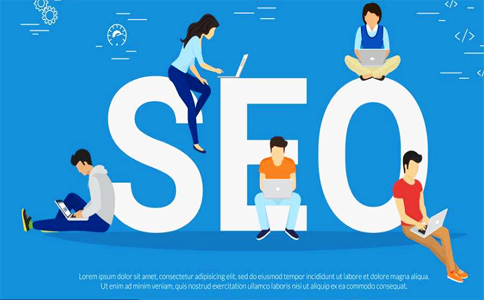 SEO
Lorem ipsum dolor sit amet, consectetur adipiscing elit, sed do eiusmod tempor incididunt ut labore et dolore magna aliqua.
Ut enim ad minim veniam, quis nostrud exercitation ullamco laboris nisi ut aliquip ex ea commodo consequat.